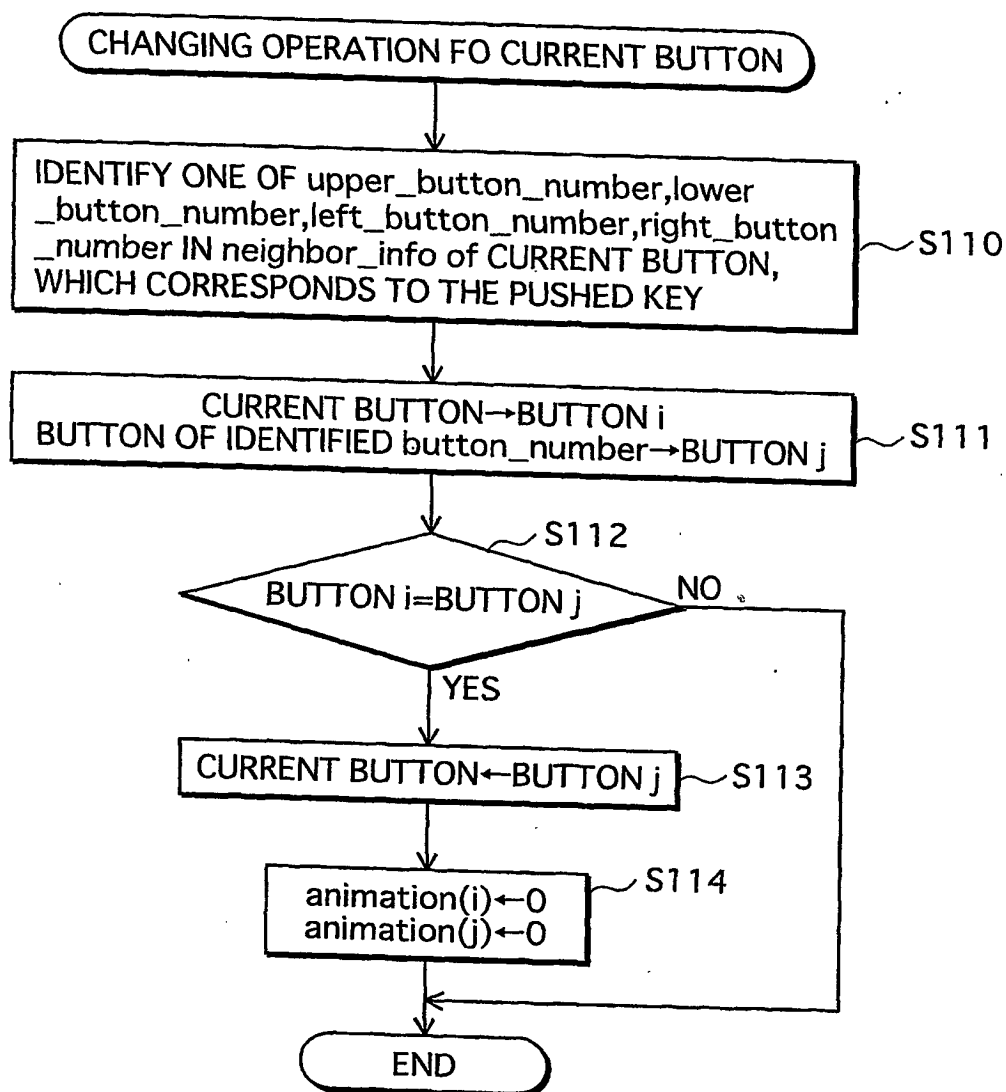 CHANGING OPERATION FO CURRENT BUTTON
IDENTIFY ONE OF upper_button_number,lower
_button_number,left_button_number,right_button
_number IN neighbor_info of CURRENT BUTTON,
WHICH CORRESPONDS TO THE PUSHED KEY
S110
CURRENT BUTTON→BUTTON i
BUTTON OF IDENTIFIED button_number→BUTTON j
S111
S112
BUTTON i=BUTTON j
NO
YES
CURRENT BUTTON←BUTTON j
S113
S114
animation(i)←0
animation(j)←0
END